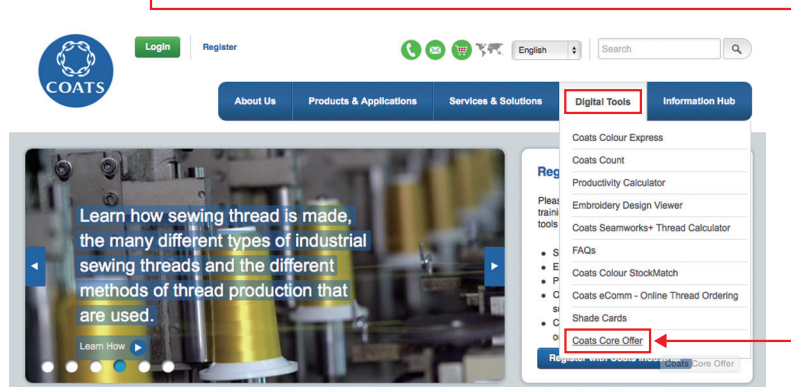 Login
Register
English
Search
COATS
About Us
Products & Applications
Services & Solutions
Digital Tools
Information Hub
Coats Colour Express
Coats Count
Productivity Calculator
Embroidery Design Viewer
Coats Seamworks+ Thread Calculator
FAQs
Coats Colour StockMatch
Coats eComm - Online Thread Ordering
Shade Cards
Coats Core Offer
Coats Core Offer
Learn how sewing thread is made,
the many different types of industrial
sewing threads and the different
methods of thread production that
are used.
Learn How
tools
Register with Coats